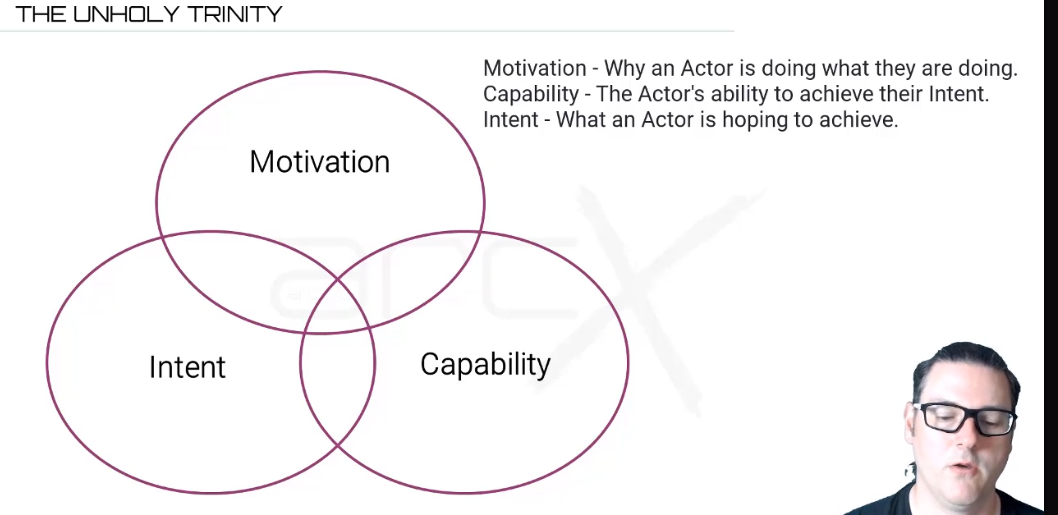 THE UNHOLY TRINITY
Motivation - Why an Actor is doing what they are doing.
Capability - The Actor's ability to achieve their Intent.
Intent - What an Actor is hoping to achieve.
Motivation
Intent
Capability
arcX